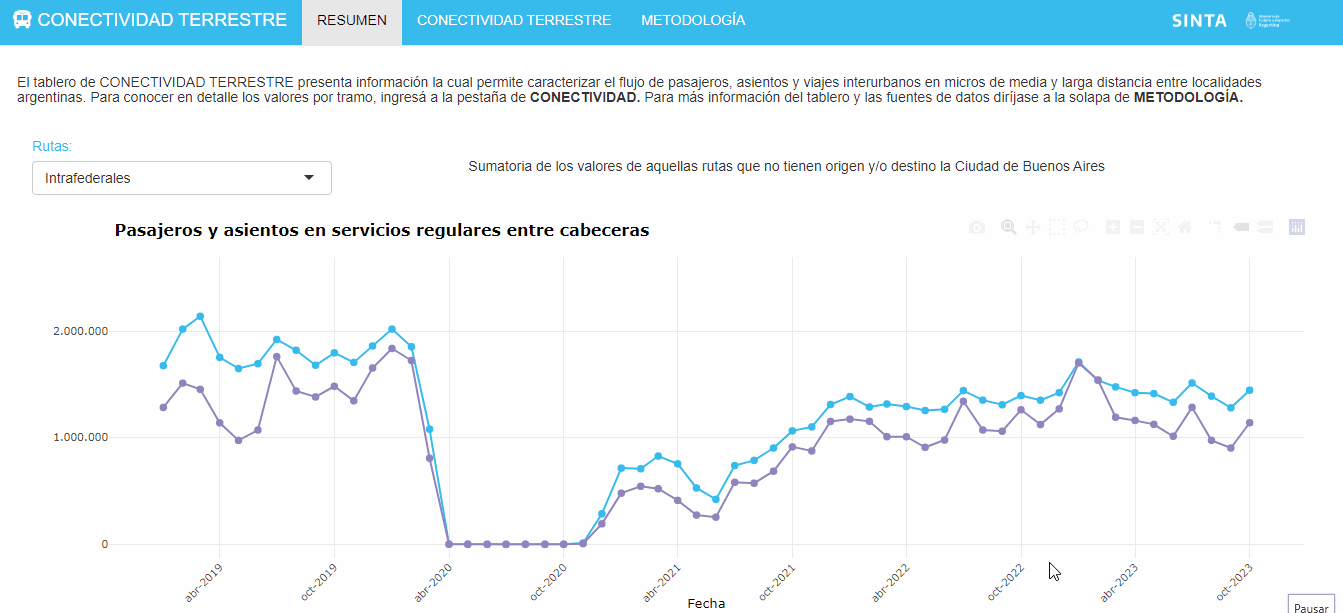 CONECTIVIDAD TERRESTRE RESUMEN CONECTIVIDAD TERRESTRE METODOLOGÍA SINTA
El tablero de CONECTIVIDAD TERRESTRE presenta información la cual permite caracterizar el flujo de pasajeros, asientos y viajes interurbanos en micros de media y larga distancia entre localidades
argentinas. Para conocer en detalle los valores por tramo, ingresá a la pestaña de CONECTIVIDAD. Para más información del tablero y las fuentes de datos diríjase a la solapa de METODOLOGÍA.
Rutas:
Intrafederales
Sumatoria de los valores de aquellas rutas que no tienen origen y/o destino la Ciudad de Buenos Aires
Pasajeros y asientos en servicios regulares entre cabeceras
2.000.000
1.000.000
0
abr-2019 oct-2019 abr-2020 oct-2020 abr-2021 oct-2021 abr-2022 oct-2022 abr-2023 oct-2023
Fecha
Pausar